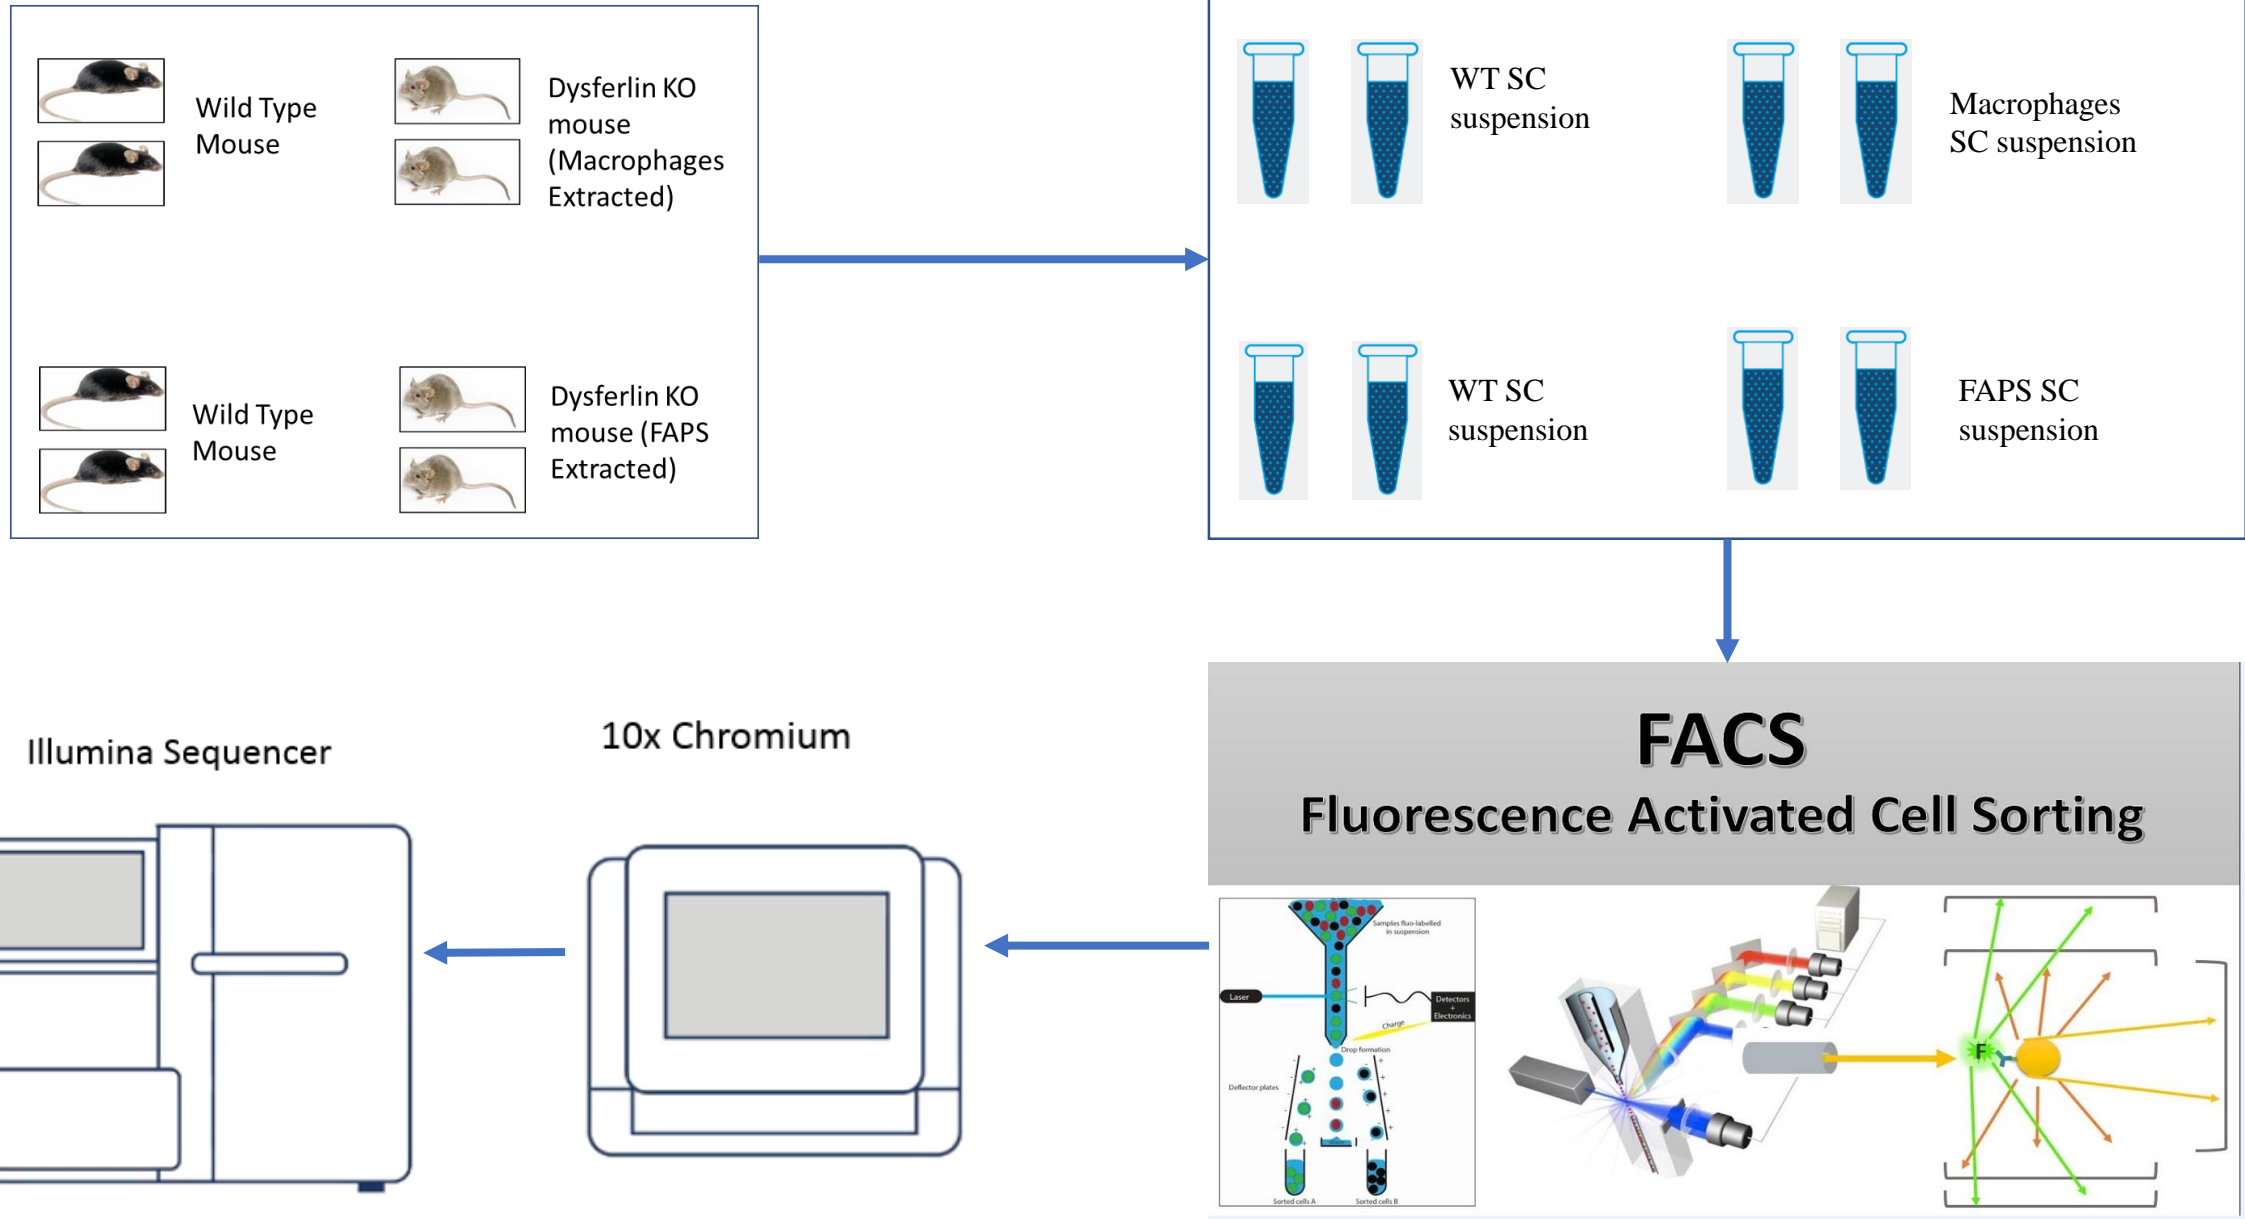 Wild Type
Mouse
Dysferlin KO
mouse
(Macrophages
Extracted)
Wild Type
Mouse
Dysferlin KO
mouse (FAPS
Extracted)
WT SC
suspension
Macrophages
SC suspension
WT SC
suspension
FAPS SC
suspension
FACS
Fluorescence Activated Cell Sorting
Samples fluo-labelled
in suspension
Laser
Detectors
+
Electronics
Charge
Drop formation
Deflector plates
Sorted cells A
Sorted cells B
F
10x Chromium
Illumina Sequencer